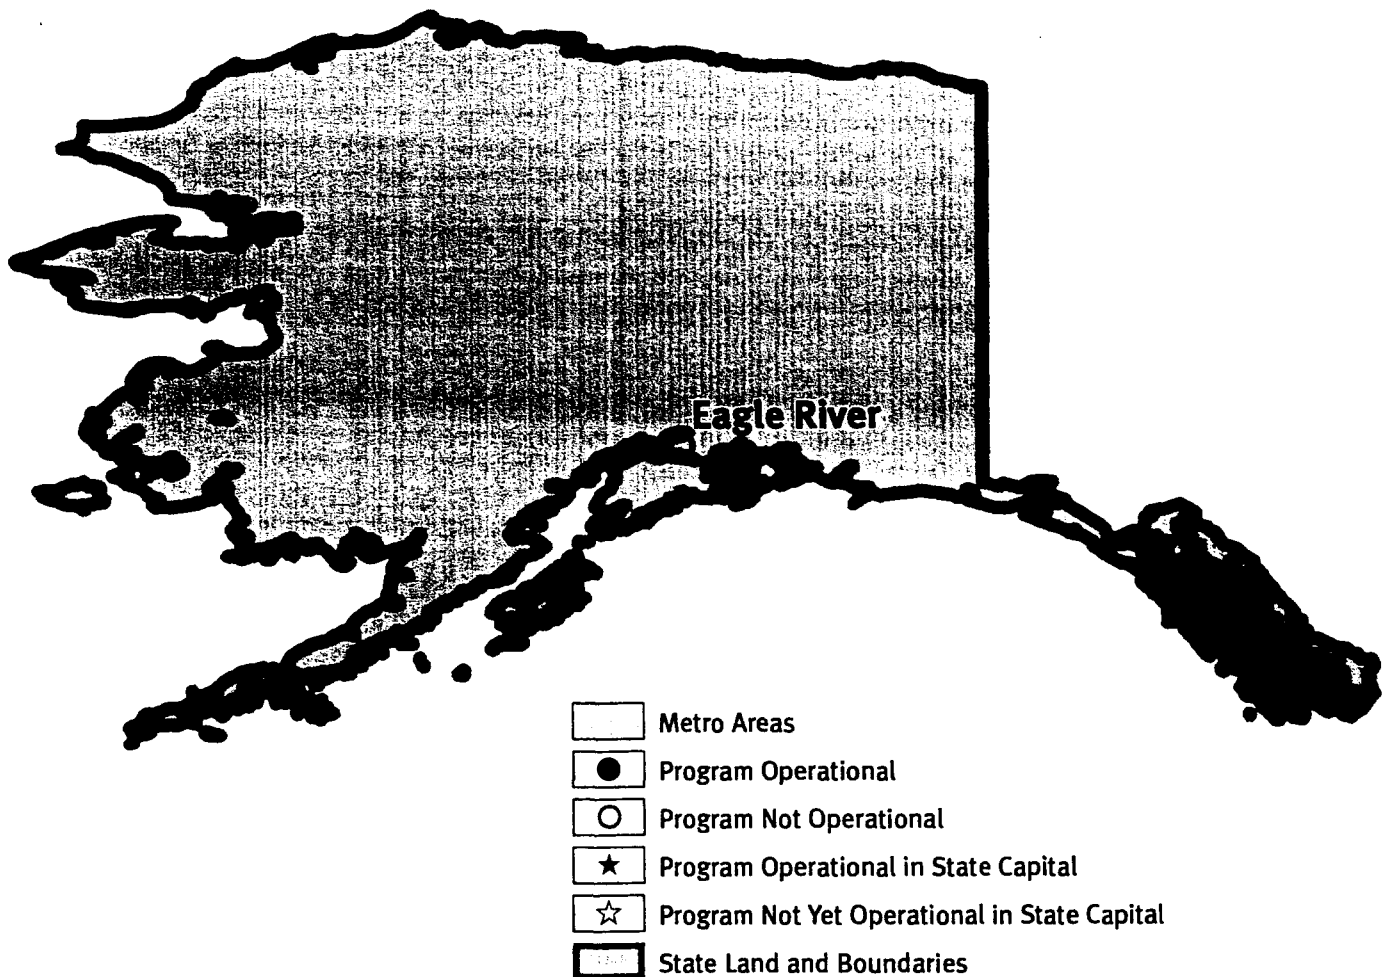 Eagle River
Metro Areas
Program Operational
Program Not Operational
Program Operational in State Capital
Program Not Yet Operational in State Capital
State Land and Boundaries